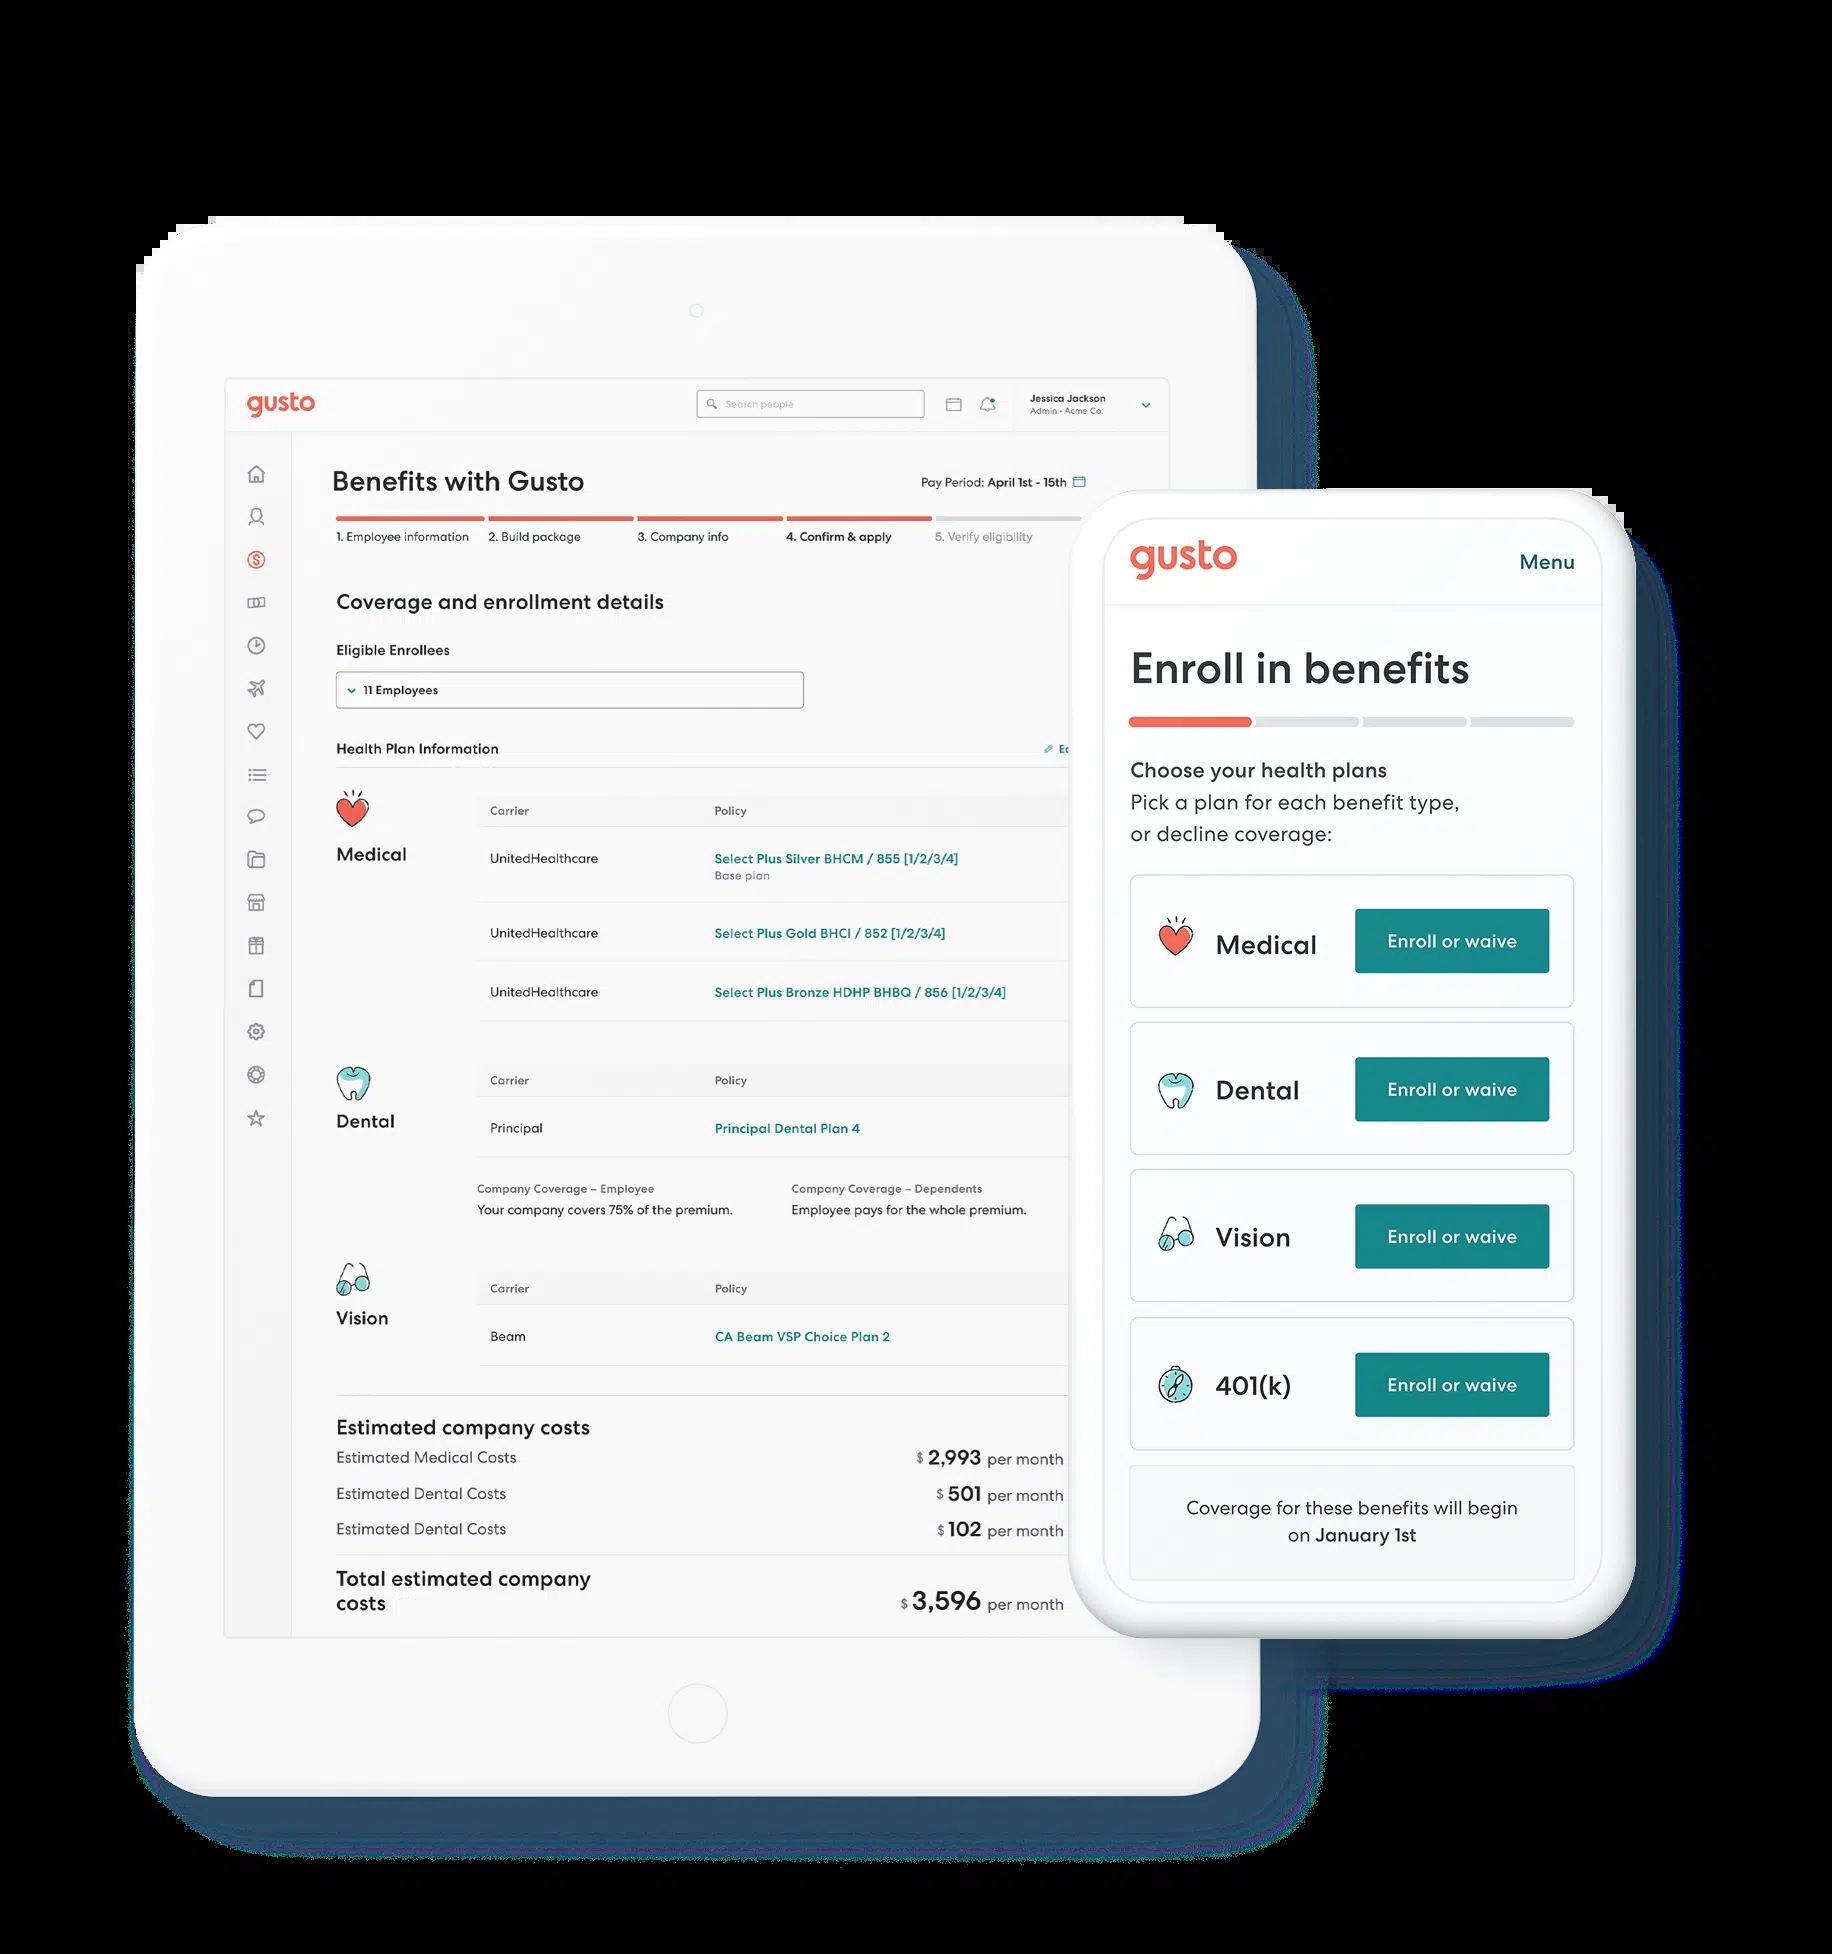 gusto
Search people
Jessica Jackson
Admin • Acme Co.
Benefits with Gusto
Pay Period: April 1st - 15th
1. Employee information
2. Build package
3. Company info
4. Confirm & apply
5. Verify eligibility
Coverage and enrollment details
Eligible Enrollees
11 Employees
Health Plan Information
Medical
Carrier
Policy
UnitedHealthcare
Select Plus Silver BHCM / 855 [1/2/3/4]
Base plan
UnitedHealthcare
Select Plus Gold BHCI / 852 [1/2/3/4]
UnitedHealthcare
Select Plus Bronze HDHP BHBQ / 856 [1/2/3/4]
Dental
Carrier
Policy
Principal
Principal Dental Plan 4
Company Coverage – Employee
Your company covers 75% of the premium.
Company Coverage – Dependents
Employee pays for the whole premium.
Vision
Carrier
Policy
Beam
CA Beam VSP Choice Plan 2
Estimated company costs
Estimated Medical Costs
$ 2,993 per month
Estimated Dental Costs
$ 501 per month
Estimated Dental Costs
$ 102 per month
Total estimated company
costs
$ 3,596 per month
gusto
Menu
Enroll in benefits
Choose your health plans
Pick a plan for each benefit type,
or decline coverage:
Medical
Enroll or waive
Dental
Enroll or waive
Vision
Enroll or waive
401(k)
Enroll or waive
Coverage for these benefits will begin
on January 1st